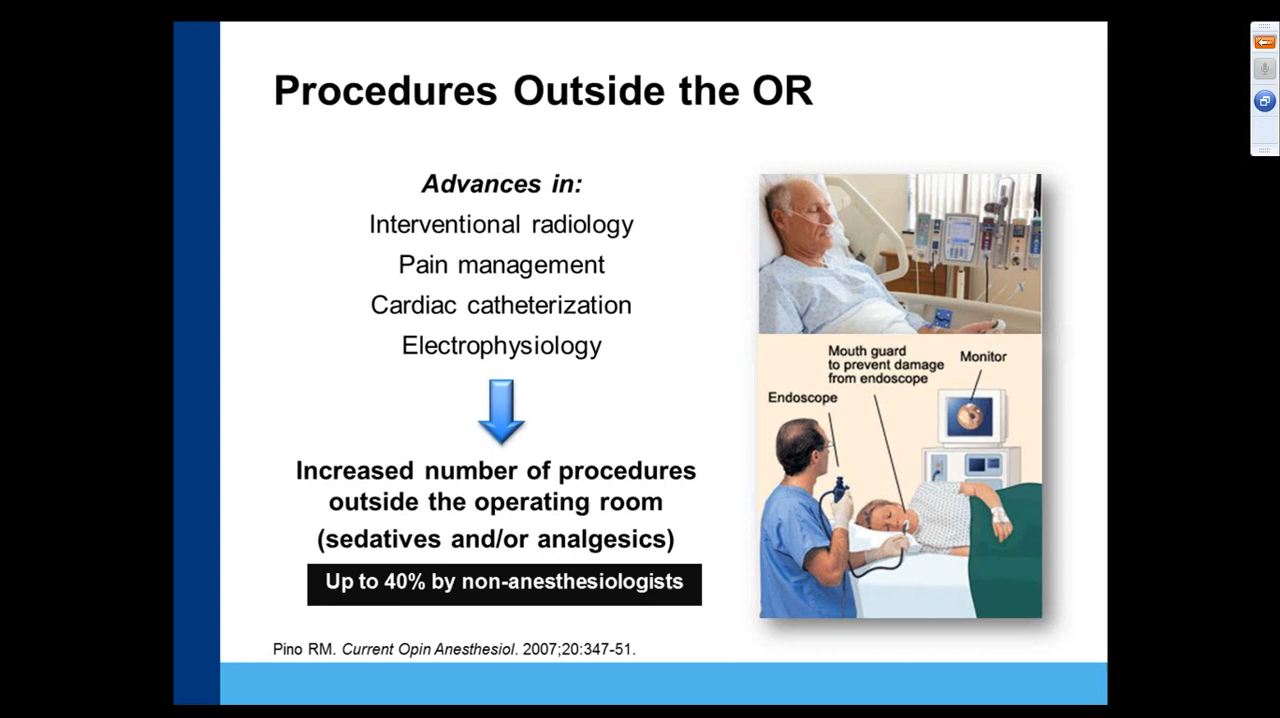 Procedures Outside the OR
Advances in:
Interventional radiology
Pain management
Cardiac catheterization
Electrophysiology
Increased number of procedures
outside the operating room
(sedatives and/or analgesics)
Up to 40% by non-anesthesiologists
Pino RM. Current Opin Anesthesiol. 2007;20:347-51.
Mouth guard
to prevent damage
from endoscope
Monitor
Endoscope